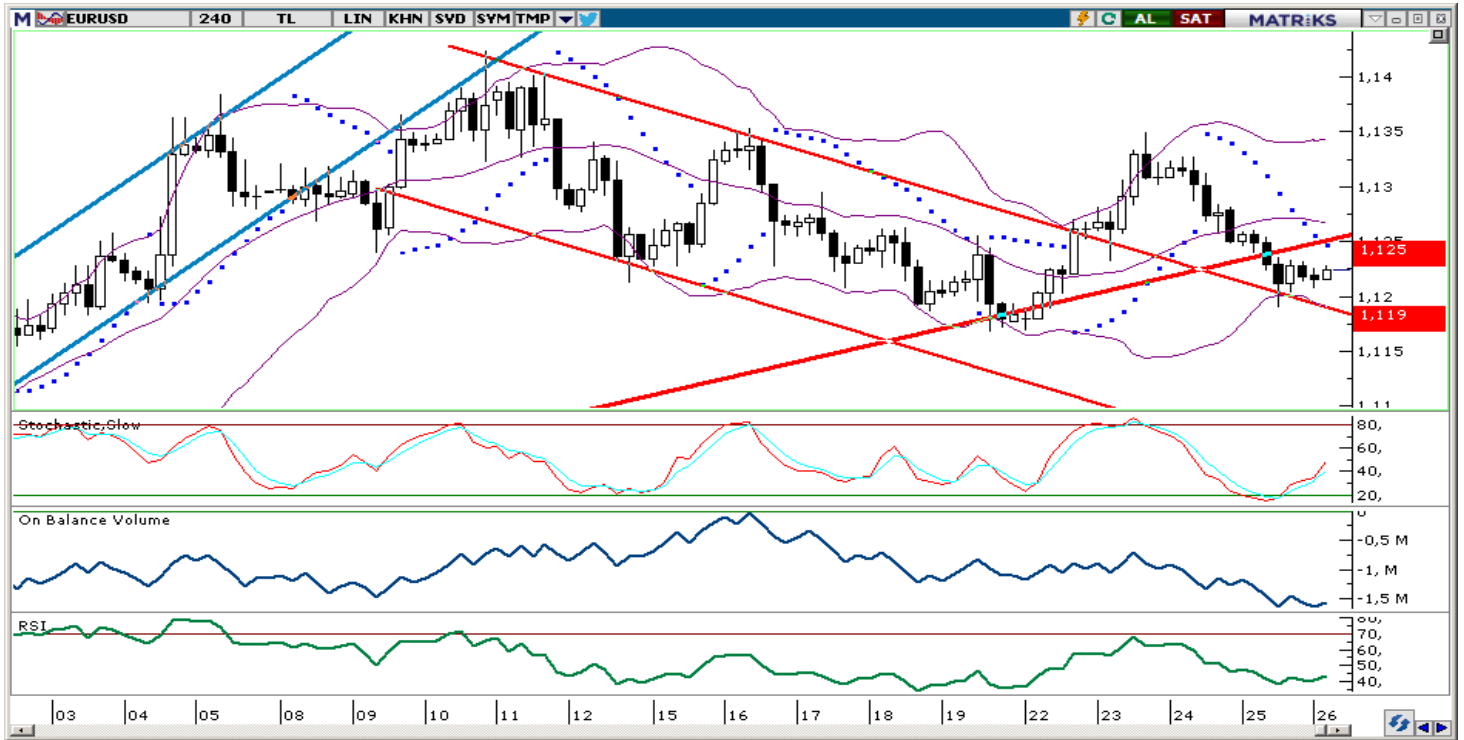 M EURUSD 240 TL LIN KHN SVD SYM TMP AL SAT MATRİKS
1,14
1,135
1,13
1,125
1,125
1,12
1,119
1,115
1,11
Stochastic,Slow
80,
60,
40,
20,
On Balance Volume
0
-0,5 M
-1, M
-1,5 M
RSI
80,
70,
60,
50,
40,
03 04 05 08 09 10 11 12 15 16 17 18 19 22 23 24 25 26